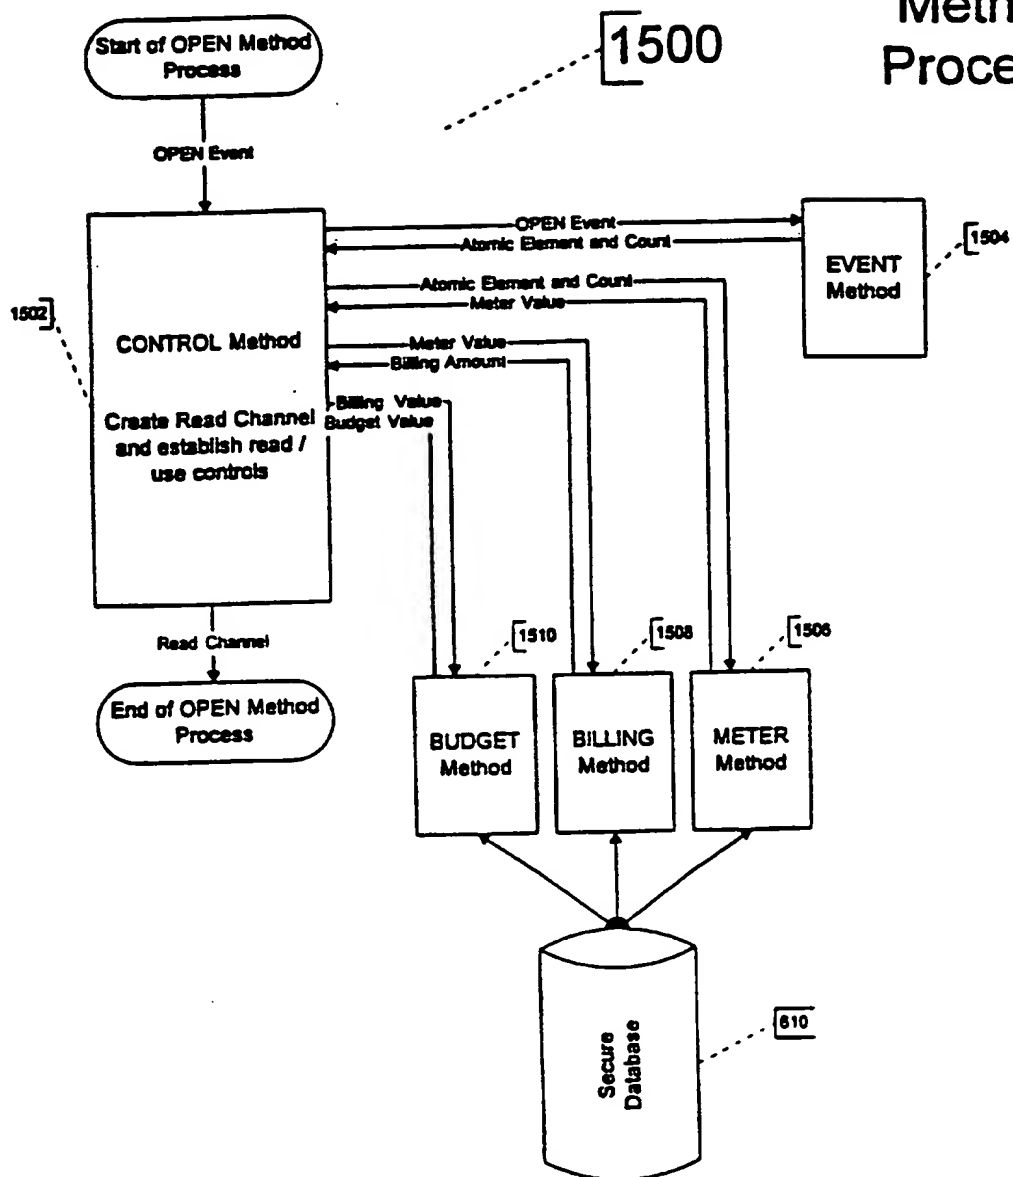 Start of OPEN Method
Process
1500
Proce
OPEN Event
OPEN Event
Atomic Element and Count
1504
EVENT
Method
Atomic Element and Count
Meter Value
1502
CONTROL Method
Meter Value
Billing Amount
Create Read Channel
and establish read /
use controls
Billing Value
Budget Value
Read Channel
1510
1508
1506
End of OPEN Method
Process
BUDGET
Method
BILLING
Method
METER
Method
Secure
Database
610